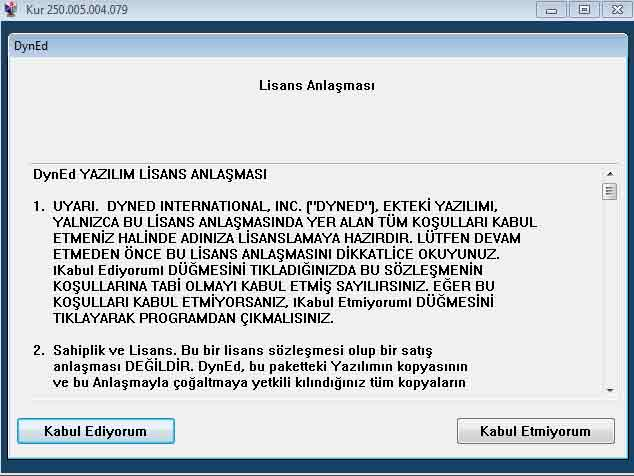 Kur 250.005.004.079
DynEd
Lisans Anlaşması
DynEd YAZILIM LİSANS ANLAŞMASI
1. UYARI. DYNED INTERNATIONAL, INC. ("DYNED"), EKTEKİ YAZILIMI,
YALNIZCA BU LİSANS ANLAŞMASINDA YER ALAN TÜM KOŞULLARI KABUL
ETMENİZ HALİNDE ADINIZA LİSANSLAMAYA HAZIRDIR. LÜTFEN DEVAM
ETMEDEN ÖNCE BU LİSANS ANLAŞMASINI DİKKATLİCE OKUYUNUZ.
ıKabul Ediyorumı DÜĞMESİNİ TIKLADIĞINIZDA BU SÖZLEŞMENİN
KOŞULLARINA TABİ OLMAYI KABUL ETMİŞ SAYILIRSINIZ. EĞER BU
KOŞULLARI KABUL ETMİYORSANIZ, ıKabul Etmiyorumı DÜĞMESİNİ
TIKLAYARAK PROGRAMDAN ÇIKMALISINIZ.
2. Sahiplik ve Lisans. Bu bir lisans sözleşmesi olup bir satış
anlaşması DEĞİLDİR. DynEd, bu paketteki Yazılımın kopyasının
ve bu Anlaşmayla çoğaltmaya yetkili kılındığınız tüm kopyaların
Kabul Ediyorum
Kabul Etmiyorum